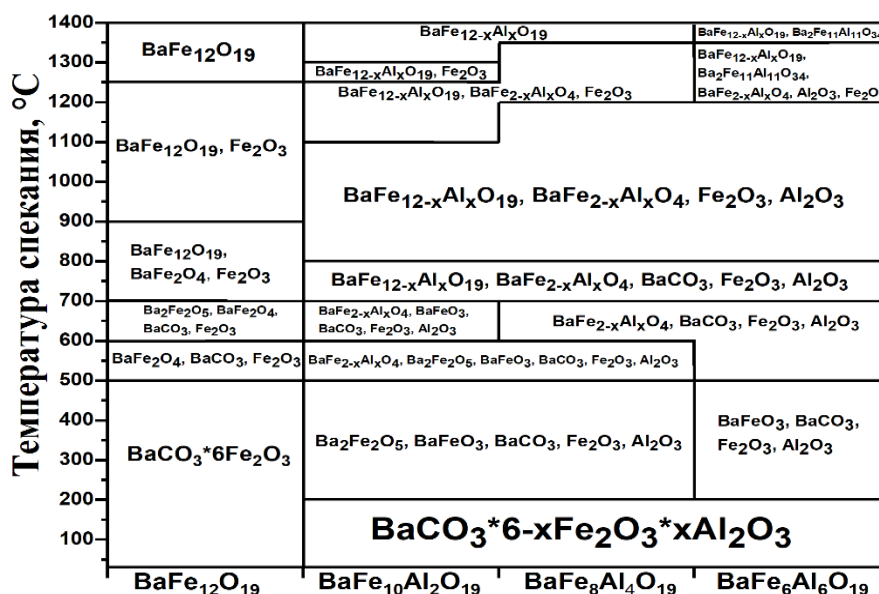 Температура спекания, °C
1400
1300
1200
1100
1000
900
800
700
600
500
400
300
200
100
BaFe₁₂O₁₉
BaFe₁₂O₁₉, Fe₂O₃
BaFe₁₂O₁₉,
BaFe₂O₄, Fe₂O₃
Ba₂Fe₂O₅, BaFe₂O₄,
BaCO₃, Fe₂O₃
BaFe₂O₄, BaCO₃, Fe₂O₃
BaCO₃*6Fe₂O₃
BaFe₁₂₋ₓAlₓO₁₉
BaFe₁₂₋ₓAlₓO₁₉, Fe₂O₃
BaFe₁₂₋ₓAlₓO₁₉, BaFe₂₋ₓAlₓO₄, Fe₂O₃
BaFe₁₂₋ₓAlₓO₁₉, Ba₂Fe₁₁Al₁₁O₃₄
BaFe₁₂₋ₓAlₓO₁₉,
Ba₂Fe₁₁Al₁₁O₃₄,
BaFe₂₋ₓAlₓO₄, Al₂O₃, Fe₂O
BaFe₁₂₋ₓAlₓO₁₉, BaFe₂₋ₓAlₓO₄, Fe₂O₃, Al₂O₃
BaFe₁₂₋ₓAlₓO₁₉, BaFe₂₋ₓAlₓO₄, BaCO₃, Fe₂O₃, Al₂O₃
BaFe₂₋ₓAlₓO₄, BaFeO₃,
BaCO₃, Fe₂O₃, Al₂O₃
BaFe₂₋ₓAlₓO₄, BaCO₃, Fe₂O₃, Al₂O₃
BaFe₂₋ₓAlₓO₄, Ba₂Fe₂O₅, BaFeO₃, BaCO₃, Fe₂O₃, Al₂O₃
Ba₂Fe₂O₅, BaFeO₃, BaCO₃, Fe₂O₃, Al₂O₃
BaFeO₃, BaCO₃,
Fe₂O₃, Al₂O₃
BaCO₃*6-xFe₂O₃*xAl₂O₃
BaFe₁₂O₁₉
BaFe₁₀Al₂O₁₉
BaFe₈Al₄O₁₉
BaFe₆Al₆O₁₉